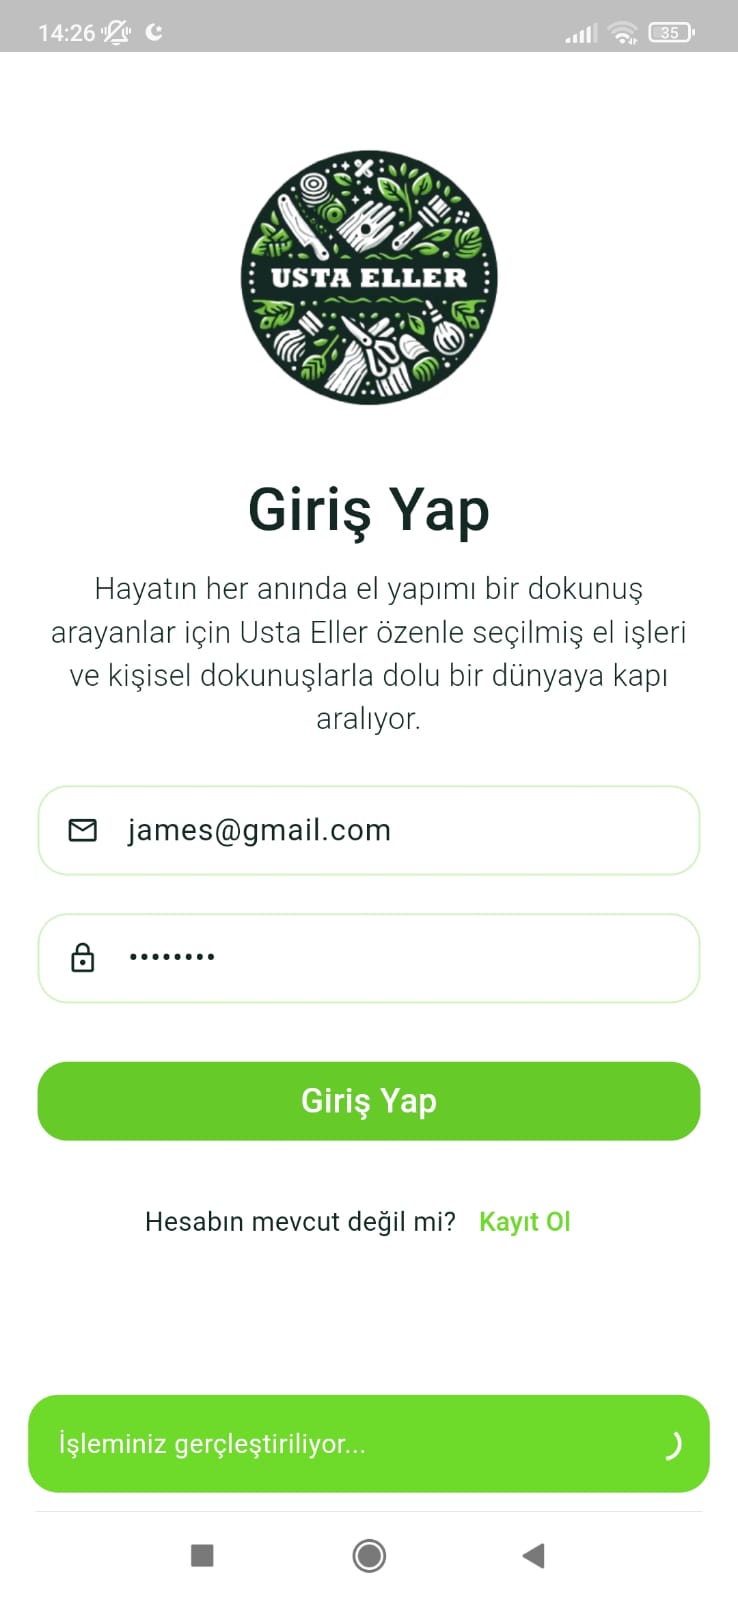 14:26
35
USTA ELLER
Giriş Yap
Hayatın her anında el yapımı bir dokunuş
arayanlar için Usta Eller özenle seçilmiş el işleri
ve kişisel dokunuşlarla dolu bir dünyaya kapı
aralıyor.
james@gmail.com
••••••••
Giriş Yap
Hesabın mevcut değil mi? Kayıt Ol
İşleminiz gerçleştiriliyor...